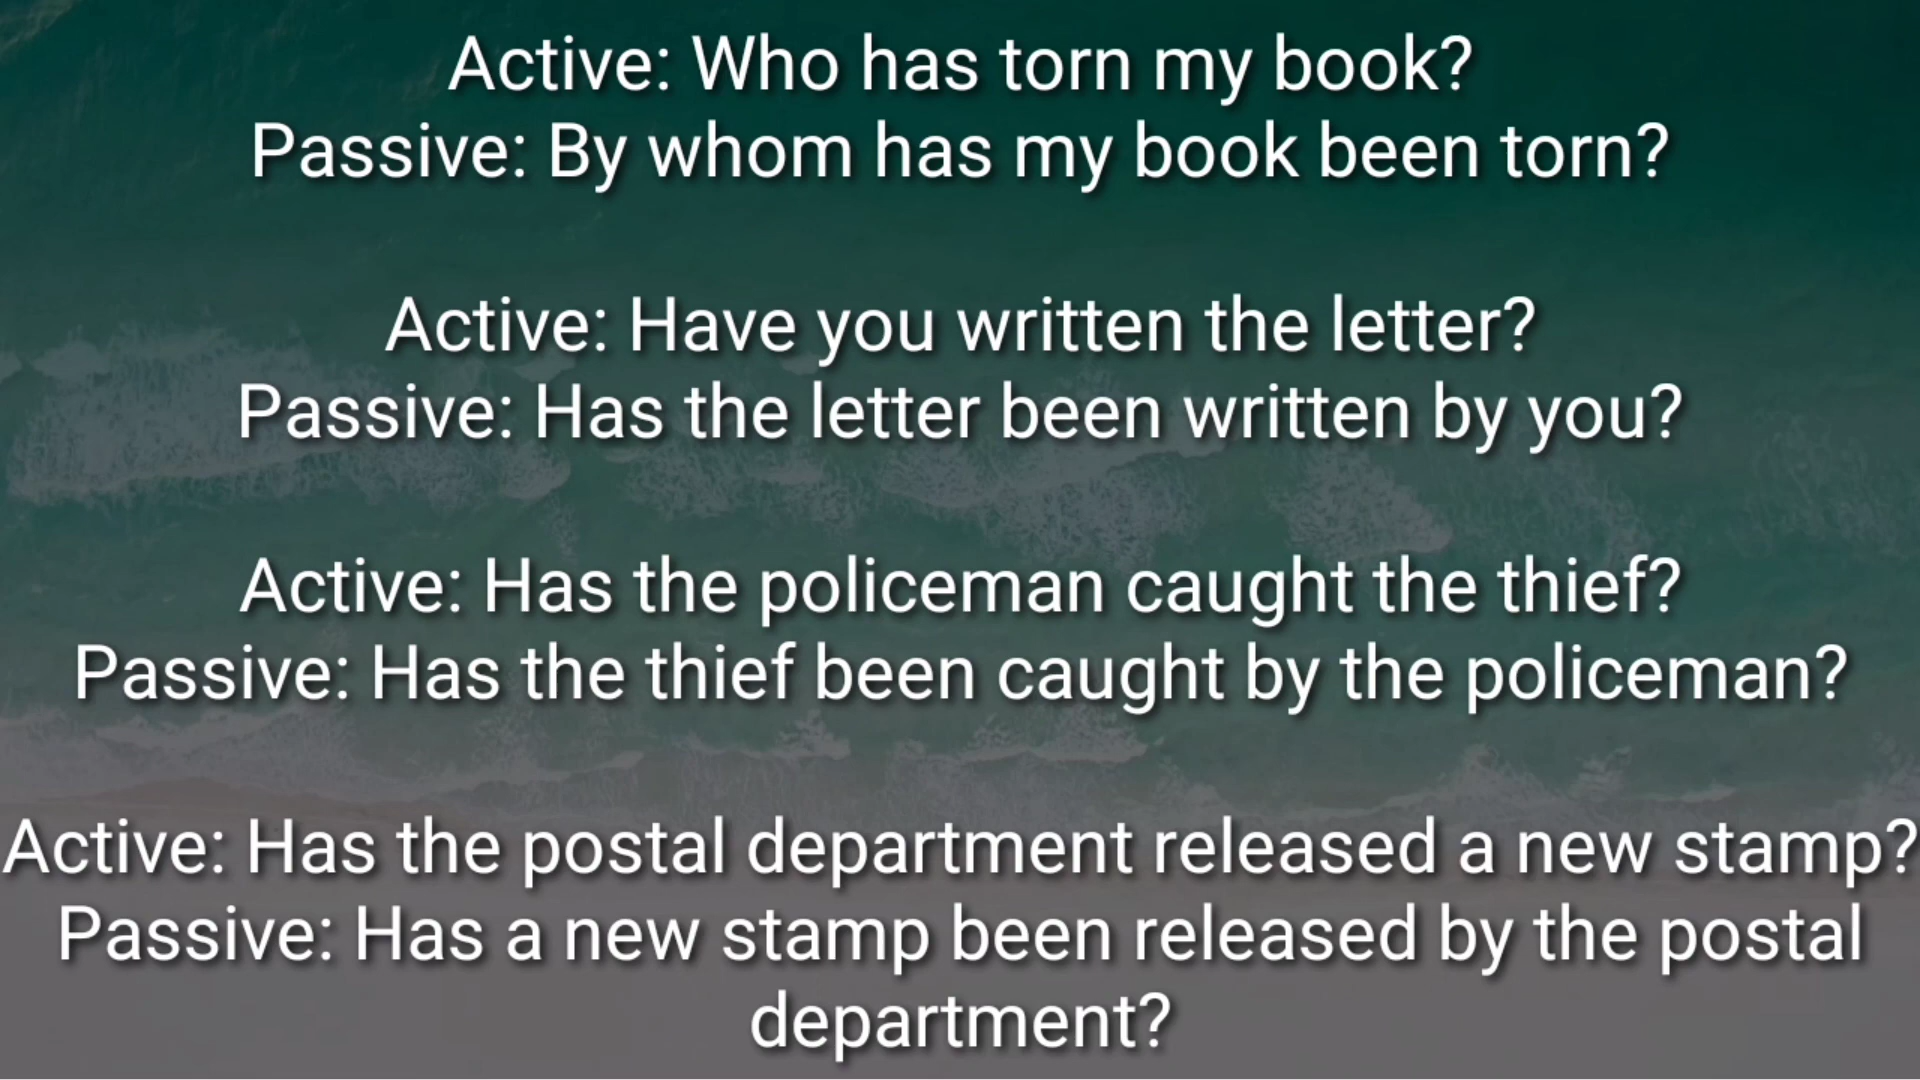 Active: Who has torn my book?
Passive: By whom has my book been torn?
Active: Have you written the letter?
Passive: Has the letter been written by you?
Active: Has the policeman caught the thief?
Passive: Has the thief been caught by the policeman?
Active: Has the postal department released a new stamp?
Passive: Has a new stamp been released by the postal
department?